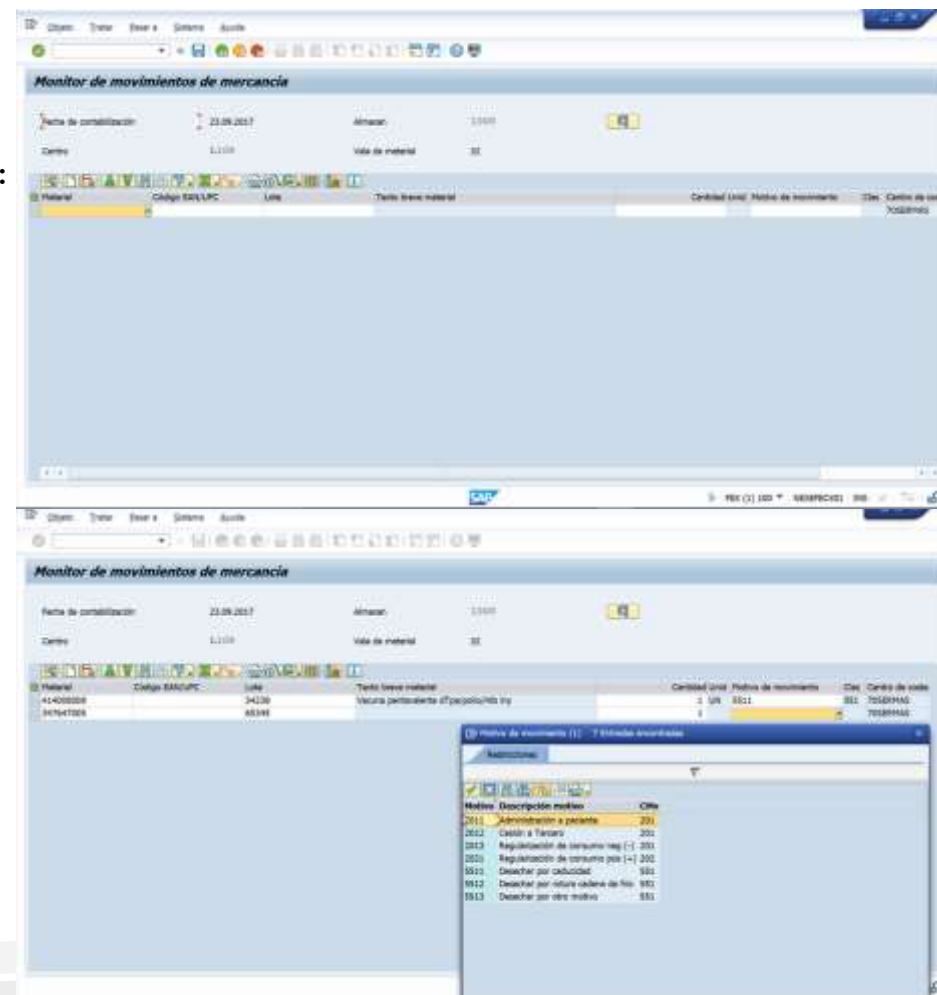 Objeto Tratar Pasar a Sistema Ayuda
Monitor de movimientos de mercancía
Fecha de contabilización 23.09.2017 Almacén
Centro Vale de material
:
Material Código EAN/UPC Lote Texto breve material Cantidad Unid Motivo de movimiento Clas Centro de co
70SERMAS
SAP
Objeto Tratar Pasar a Sistema Ayuda
Monitor de movimientos de mercancía
Fecha de contabilización 23.09.2017 Almacén
Centro Vale de material
Material Código EAN/UPC Lote Texto breve material Cantidad Unid Motivo de movimiento Clas Centro de coste
34230 Vacuna pentavalente 1 UN 5511 551 70SERMAS
1 70SERMAS
Motivo de movimiento (1) 7 Entradas encontradas
Restricciones
Motivo Descripción motivo ClMv
2011 Administración a paciente 201
2012 Cesión a Tercero 201
2013 Regularización de consumo neg (-) 201
2021 Regularización de consumo pos (+) 202
5511 Desechar por caducidad 551
5512 Desechar por rotura cadena de frío 551
5513 Desechar por otro motivo 551